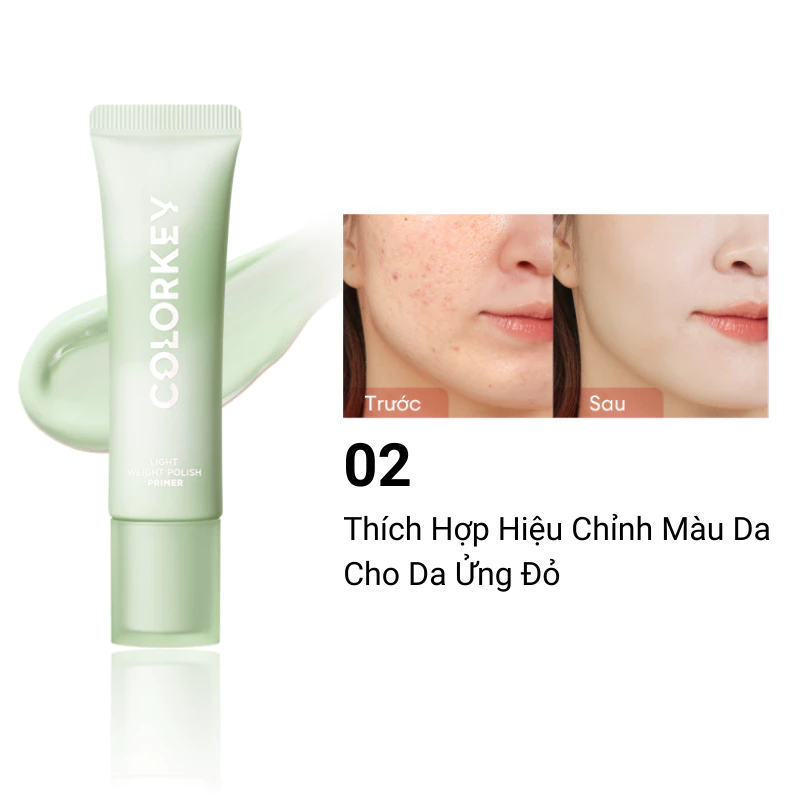 COLORKEY
LIGHT
WEIGHT POLISH
PRIMER
Trước
Sau
02
Thích Hợp Hiệu Chỉnh Màu Da
Cho Da Ửng Đỏ